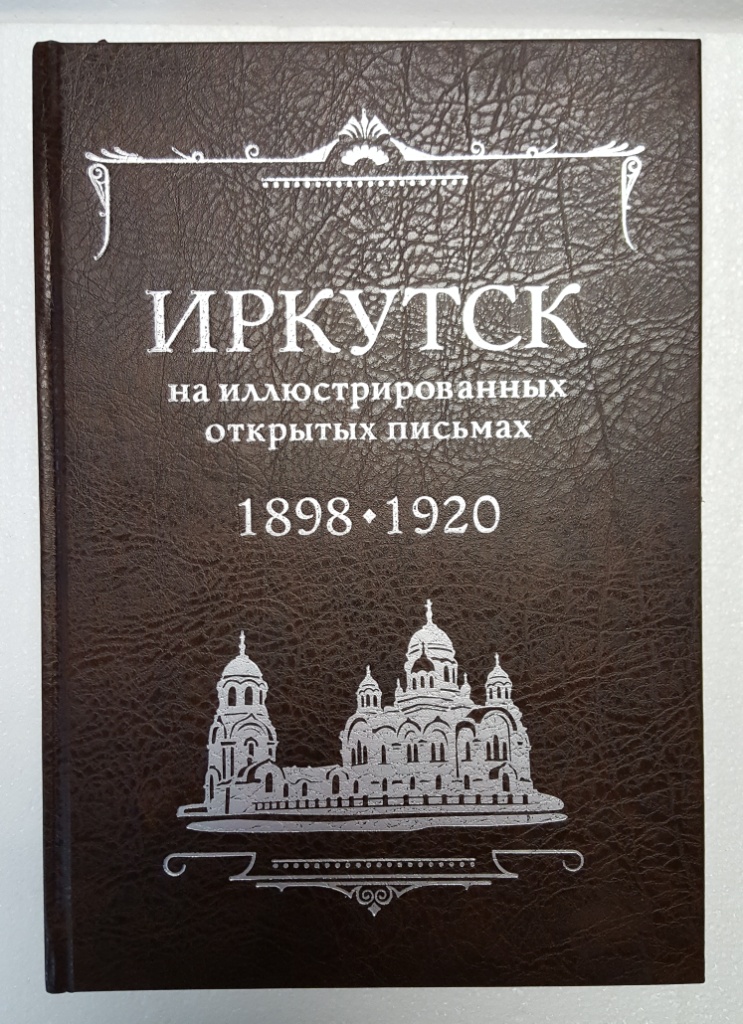 ИРКУТСК
на иллюстрированных
открытых письмах
1898 • 1920